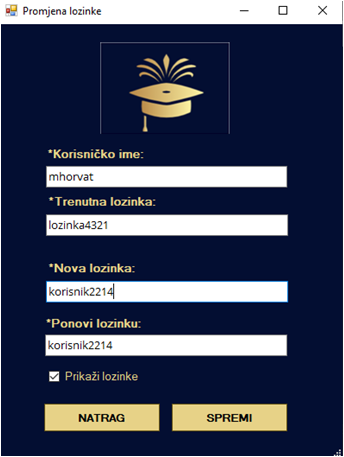 Promjena lozinke
*Korisničko ime:
mhorvat
*Trenutna lozinka:
lozinka4321
*Nova lozinka:
korisnik2214
*Ponovi lozinku:
korisnik2214
Prikaži lozinke
NATRAG
SPREMI